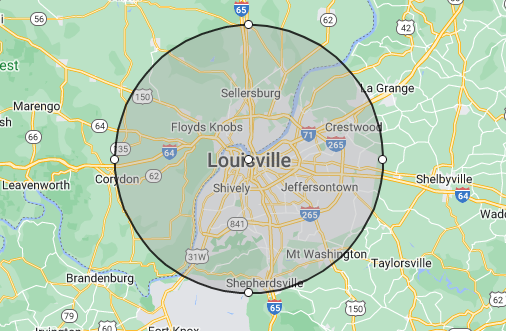 65
56
42
est
La Grange
Sellersburg
150
Marengo
sh
64
Floyds Knobs
71
Crestwood
66
135
64
265
Louisville
Corydon
62
Shelbyville
Leavenworth
Shively
Jeffersontown
64
Wado
265
841
31W
Mt Washington
Taylorsville
Brandenburg
Shepherdsville
79
60
65
150
Fort Knox